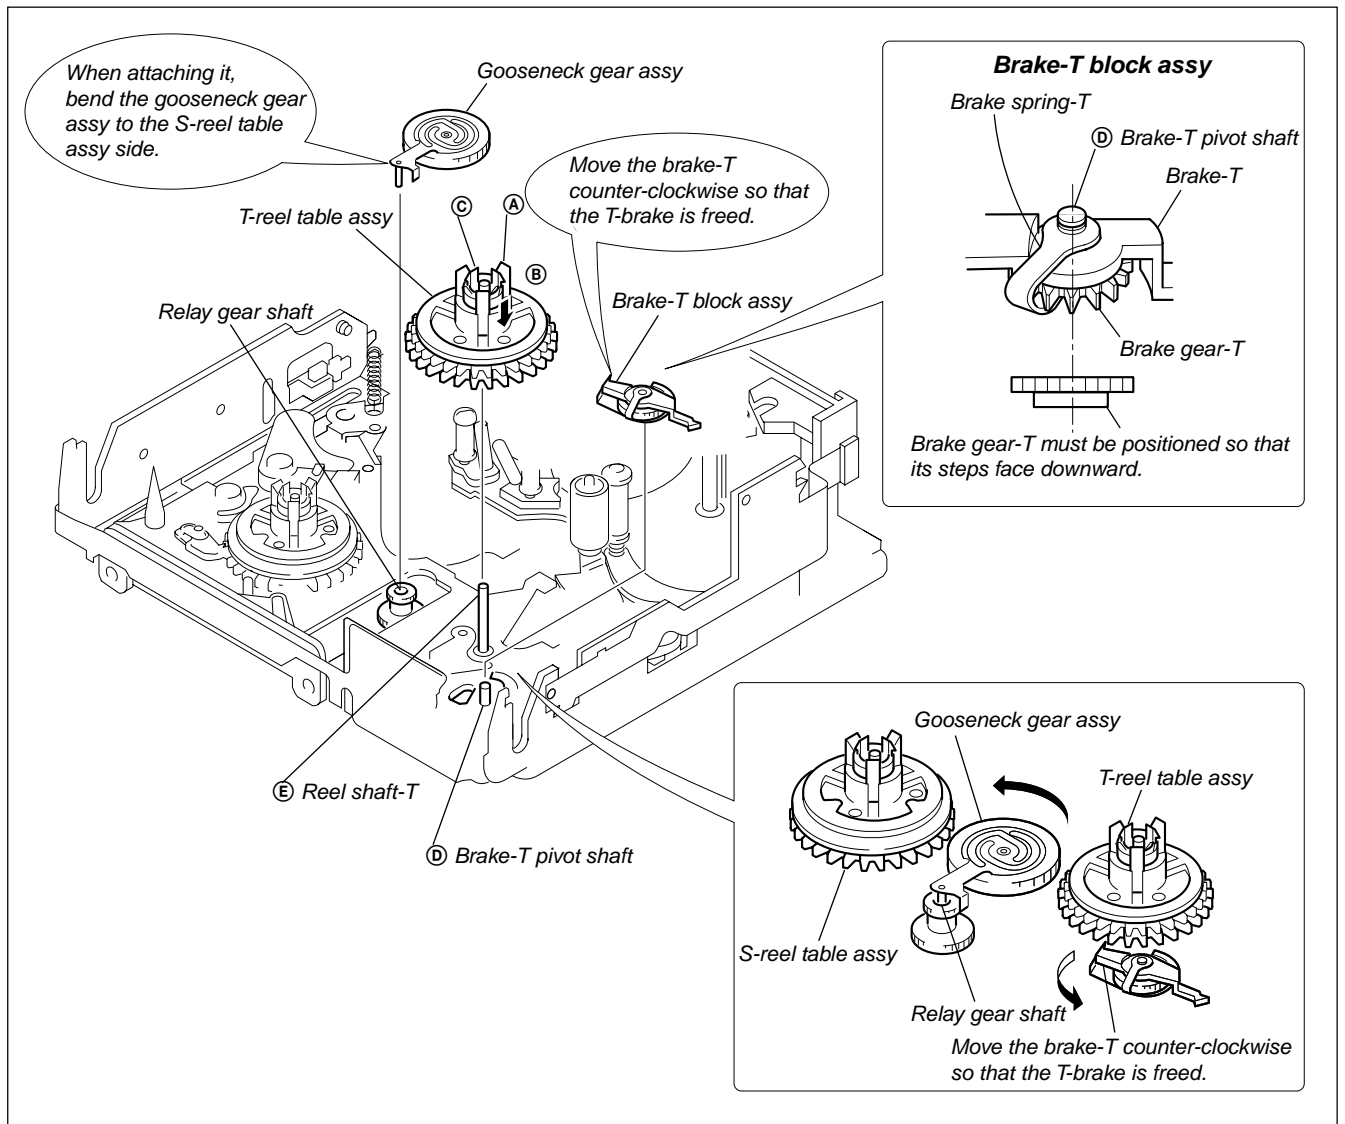 When attaching it,
bend the gooseneck gear
assy to the S-reel table
assy side.
Gooseneck gear assy
Move the brake-T
counter-clockwise so that
the T-brake is freed.
T-reel table assy
C
A
B
Brake-T block assy
Relay gear shaft
Brake-T block assy
Brake spring-T
D Brake-T pivot shaft
Brake-T
Brake gear-T
Brake gear-T must be positioned so that
its steps face downward.
E Reel shaft-T
D Brake-T pivot shaft
Gooseneck gear assy
T-reel table assy
S-reel table assy
Relay gear shaft
Move the brake-T counter-clockwise
so that the T-brake is freed.